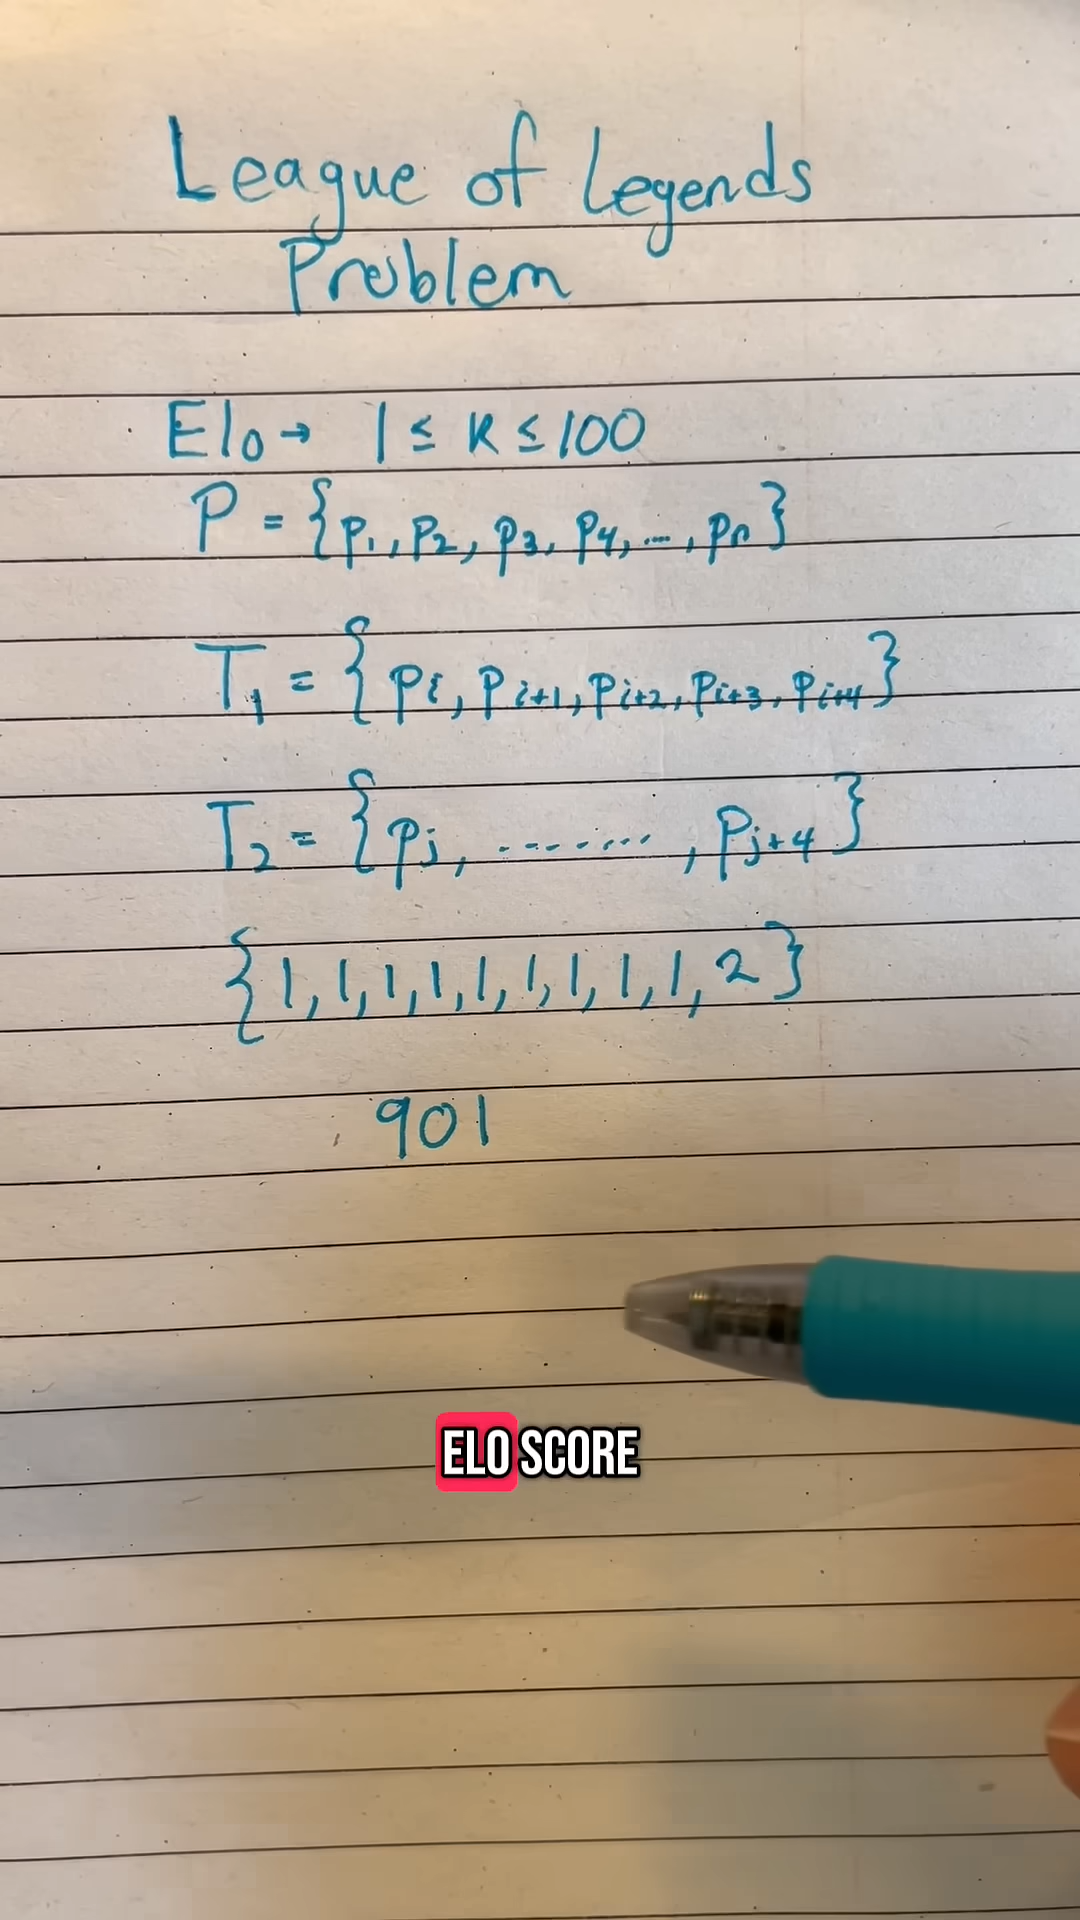 League of Legends
Problem
Elo → 1 ≤ k ≤ 100
P = {p₁, p₂, p₃, p₄, ..., pₙ}
T₁ = {pᵢ, pᵢ₊₁, pᵢ₊₂, pᵢ₊₃, pᵢ₊₄}
T₂ = {pⱼ, ........, pⱼ₊₄}
{1, 1, 1, 1, 1, 1, 1, 1, 1, 2}
901
ELO SCORE